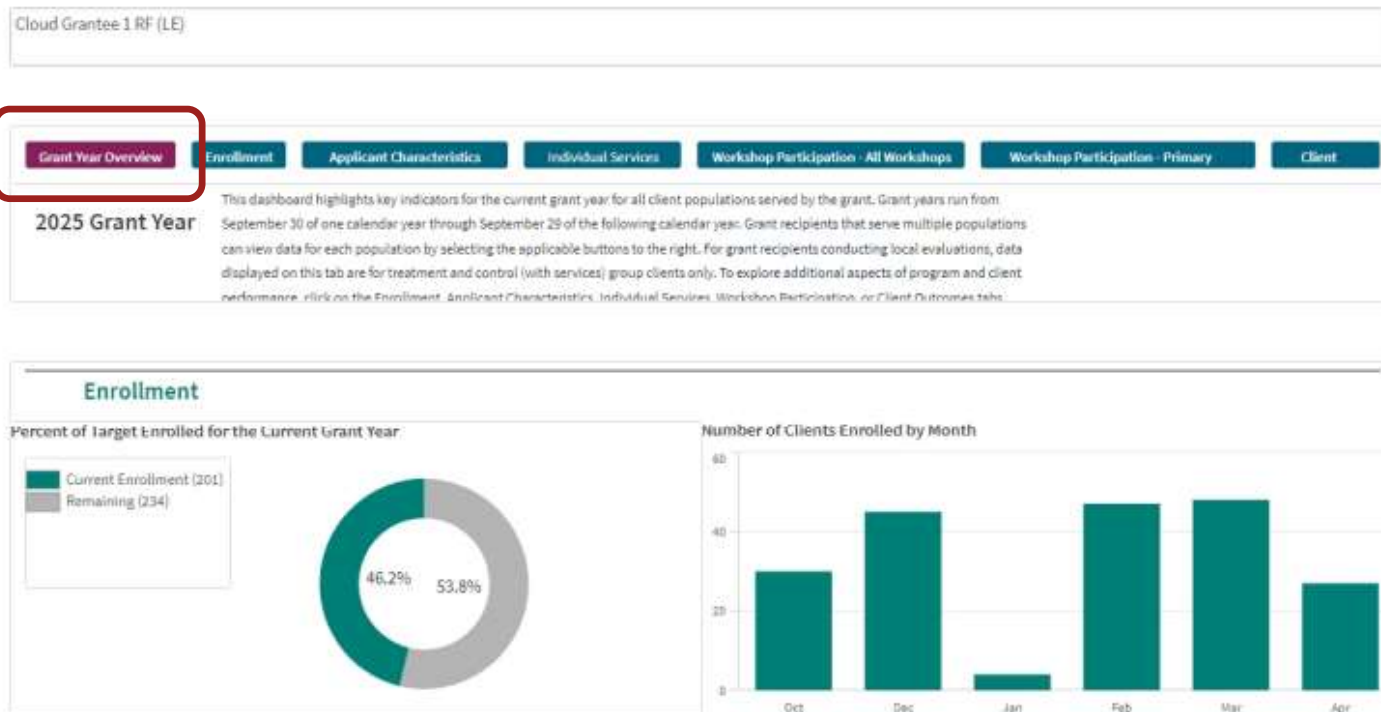 Cloud Grantee 1 RF (LE)
Grant Year Overview
Enrollment
Applicant Characteristics
Individual Services
Workshop Participation - All Workshops
Workshop Participation - Primary
Client
2025 Grant Year
This dashboard highlights key indicators for the current grant year for all client populations served by the grant. Grant years run from
September 30 of one calendar year through September 29 of the following calendar year. Grant recipients that serve multiple populations
can view data for each population by selecting the applicable buttons to the right. For grant recipients conducting local evaluations, data
displayed on this tab are for treatment and control (with services) group clients only. To explore additional aspects of program and client
performance, click on the Enrollment, Applicant Characteristics, Individual Services, Workshop Participation, or Client Outcomes tabs
Enrollment
Percent of Target Enrolled for the Current Grant Year
Current Enrollment (201)
Remaining (234)
46.2%
53.8%
Number of Clients Enrolled by Month
60
40
20
0
Oct
Dec
Jan
Feb
Mar
Apr